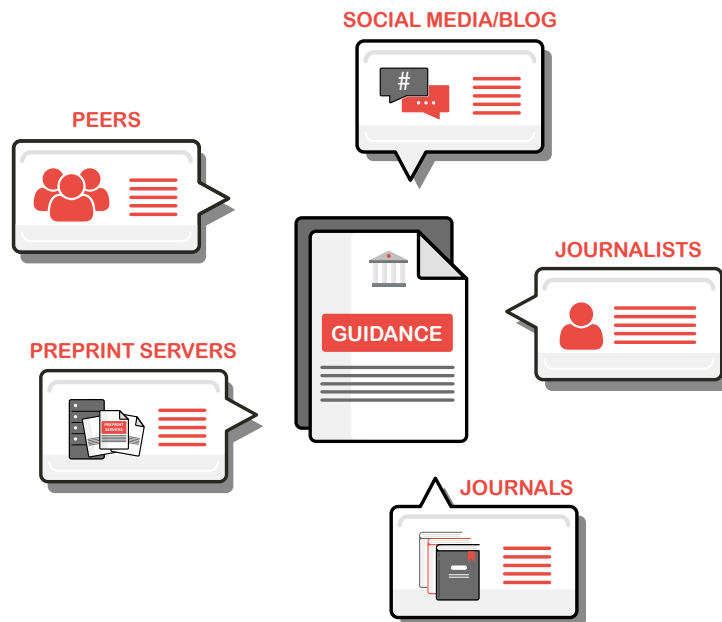 SOCIAL MEDIA/BLOG
#
PEERS
JOURNALISTS
GUIDANCE
PREPRINT SERVERS
PREPRINT
SERVERS
JOURNALS